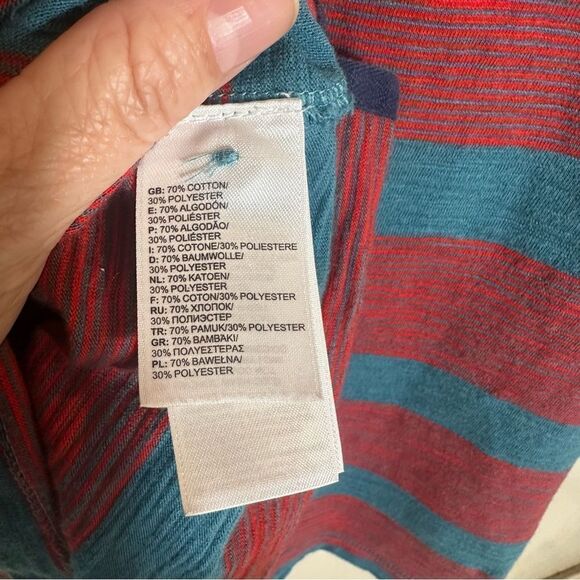 GB: 70% COTTON/
30% POLYESTER
E: 70% ALGODÓN/
30% POLIÉSTER
P: 70% ALGODÃO/
30% POLIÉSTER
I: 70% COTONE/30% POLIESTERE
D: 70% BAUMWOLLE/
30% POLYESTER
NL: 70% KATOEN/
30% POLYESTER
F: 70% COTON/30% POLYESTER
RU: 70% ХЛОПОК/
30% ПОЛИЭСТЕР
TR: 70% PAMUK/30% POLYESTER
GR: 70% ΒΑΜΒΑΚΙ/
30% ΠΟΛΥΕΣΤΕΡΑΣ
PL: 70% BAWEŁNA/
30% POLYESTER